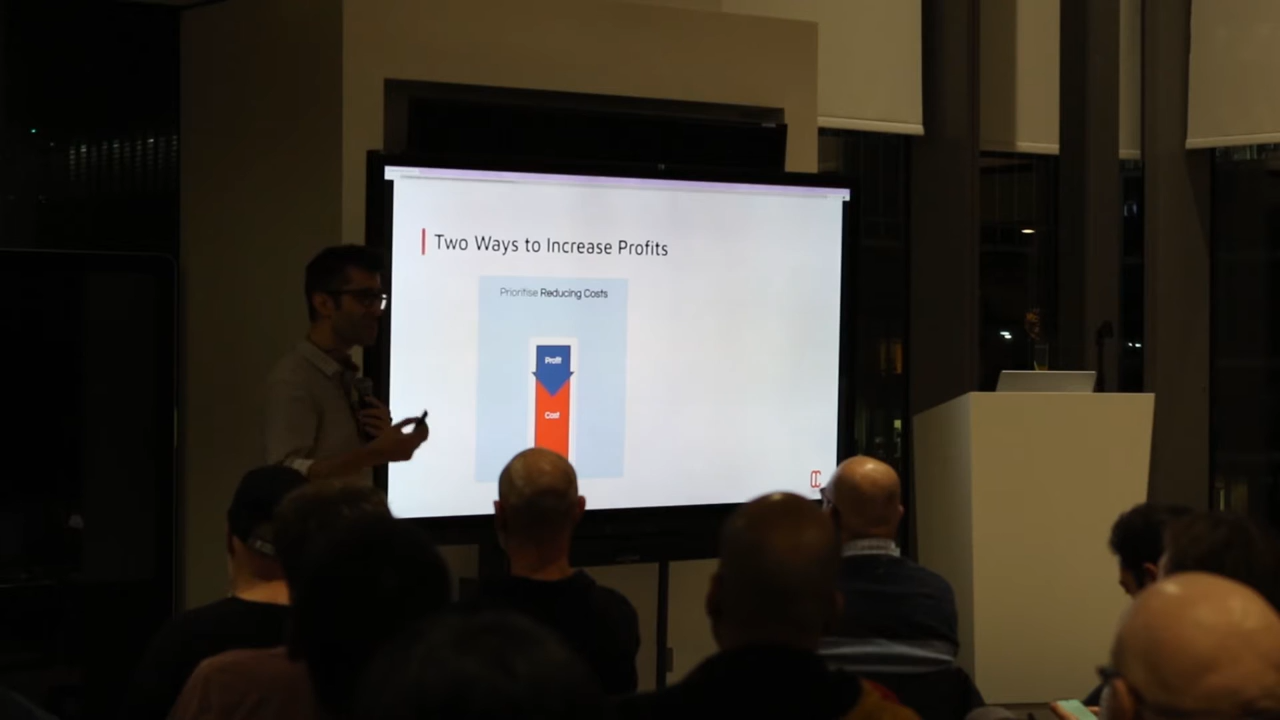 Two Ways to Increase Profits
Prioritise Reducing Costs
Profit
Cost